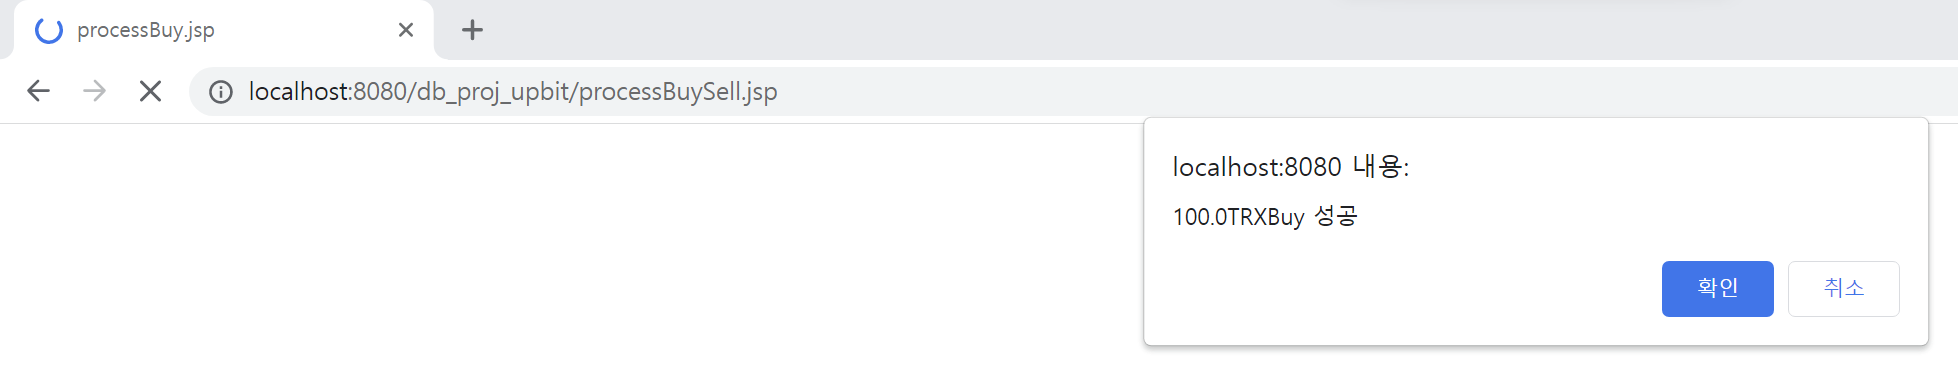 processBuy.jsp
localhost:8080/db_proj_upbit/processBuySell.jsp
localhost:8080 내용:
100.0TRXBuy 성공
확인 취소